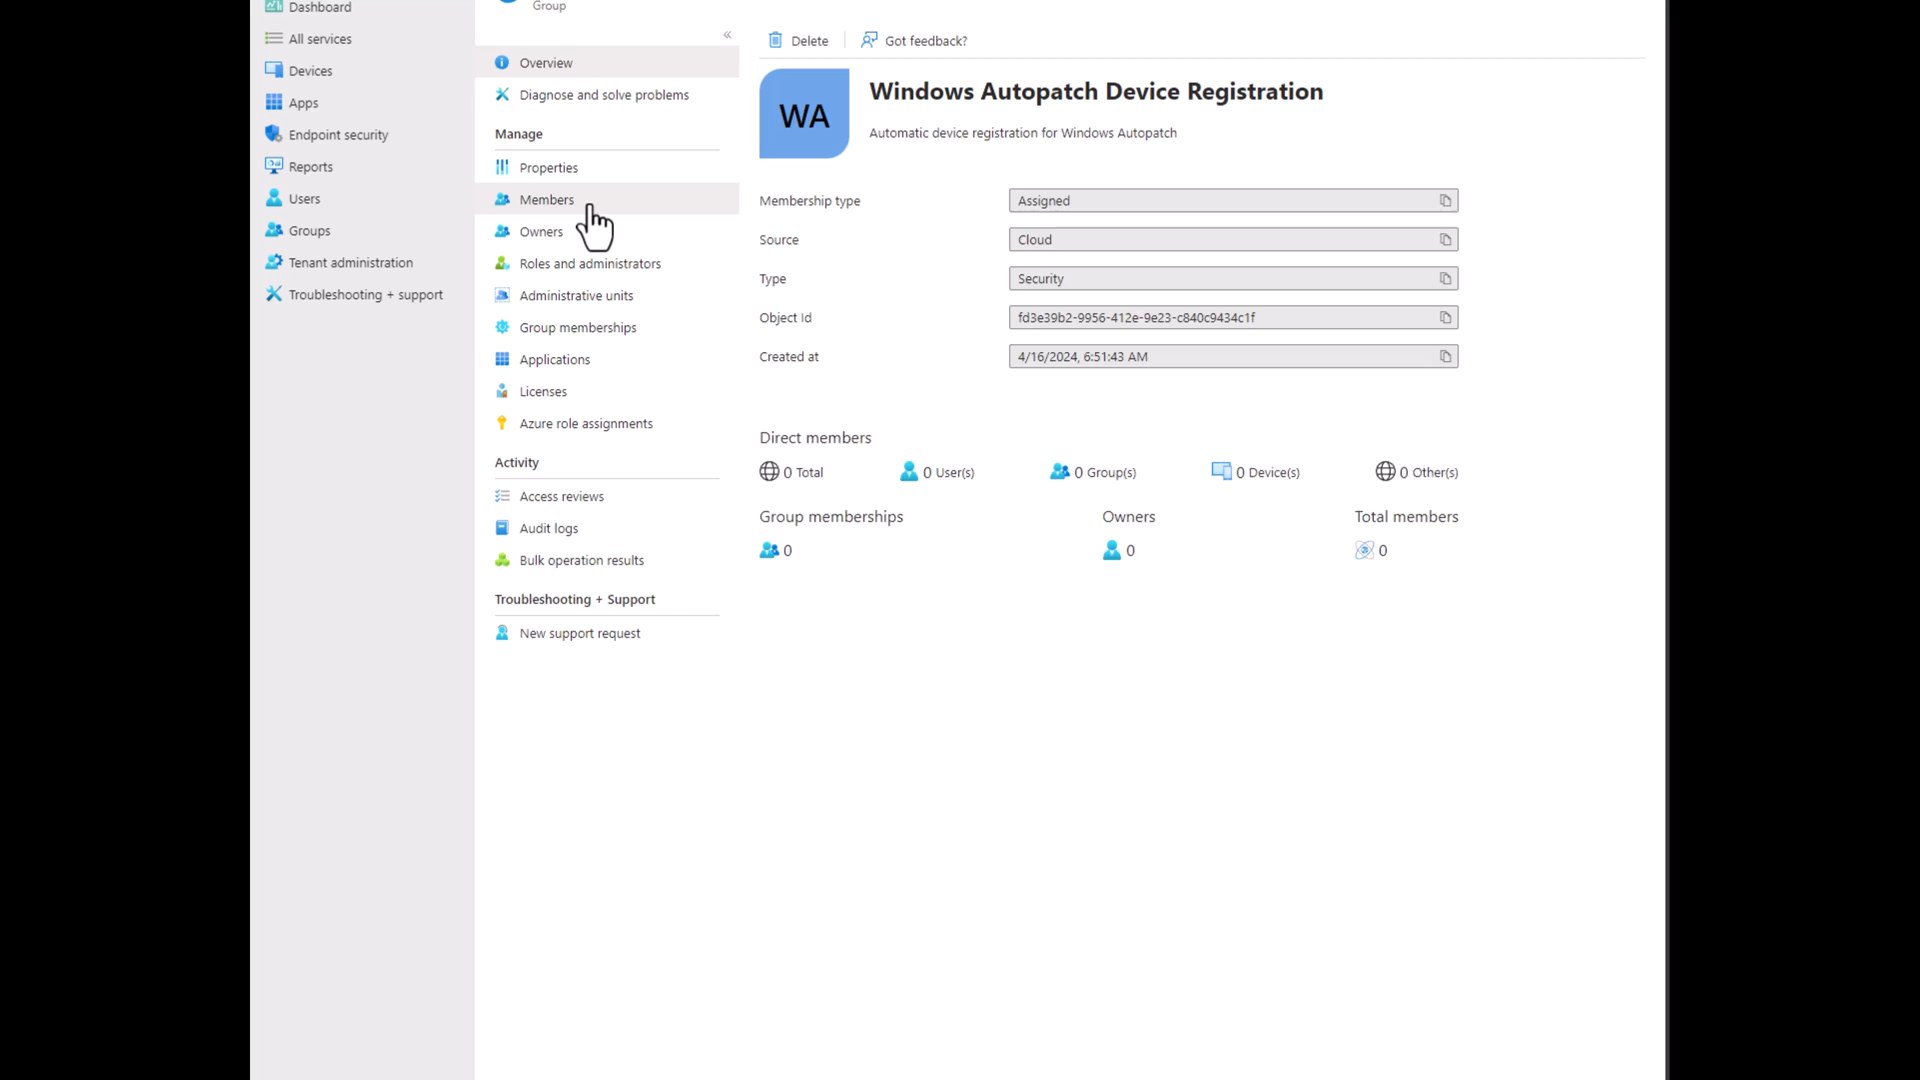 Dashboard
All services
Devices
Apps
Endpoint security
Reports
Users
Groups
Tenant administration
Troubleshooting + support
Group
«
Overview
Diagnose and solve problems
Manage
Properties
Members
Owners
Roles and administrators
Administrative units
Group memberships
Applications
Licenses
Azure role assignments
Activity
Access reviews
Audit logs
Bulk operation results
Troubleshooting + Support
New support request
Delete
Got feedback?
WA
Windows Autopatch Device Registration
Automatic device registration for Windows Autopatch
Membership type Assigned
Source Cloud
Type Security
Object Id fd3e39b2-9956-412e-9e23-c840c9434c1f
Created at 4/16/2024, 6:51:43 AM
Direct members
0 Total 0 User(s) 0 Group(s) 0 Device(s) 0 Other(s)
Group memberships Owners Total members
0 0 0